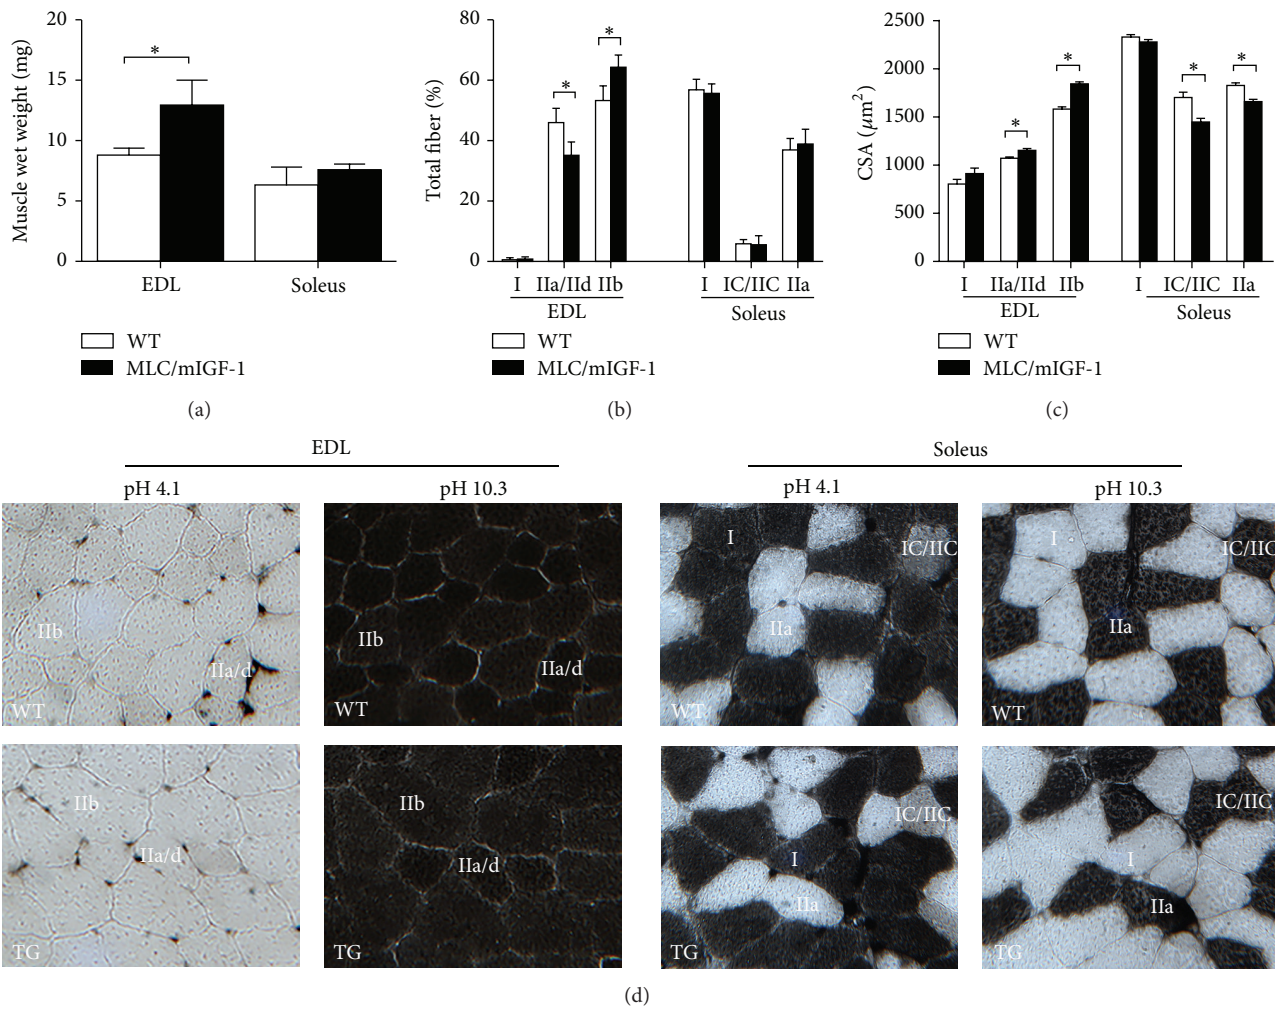 20
15
10
5
0
Muscle wet weight (mg)
*
EDL
Soleus
WT
MLC/mIGF-1
(a)
80
60
40
20
0
Total fiber (%)
*
*
I IIa/IId IIb
I IC/IIC IIa
EDL
Soleus
WT
MLC/mIGF-1
(b)
2500
2000
1500
1000
500
0
CSA (μm²)
*
*
*
*
I IIa/IId IIb
I IC/IIC IIa
EDL
Soleus
WT
MLC/mIGF-1
(c)
EDL
Soleus
pH 4.1
pH 10.3
pH 4.1
pH 10.3
IIb
IIa/d
WT
IIb
IIa/d
WT
I
IC/IIC
IIa
WT
I
IC/IIC
IIa
WT
IIb
IIa/d
TG
IIb
IIa/d
TG
IC/IIC
I
IIa
TG
IC/IIC
I
IIa
TG
(d)